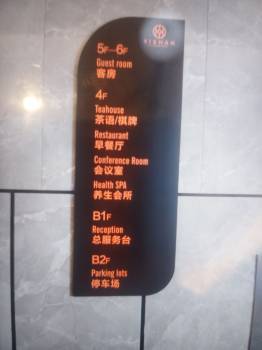 XISHAN
5F—6F
Guest room
客房
4F
Teahouse
茶语/棋牌
Restaurant
早餐厅
Conference Room
会议室
Health SPA
养生会所
B1F
Reception
总服务台
B2F
Parking lots
停车场